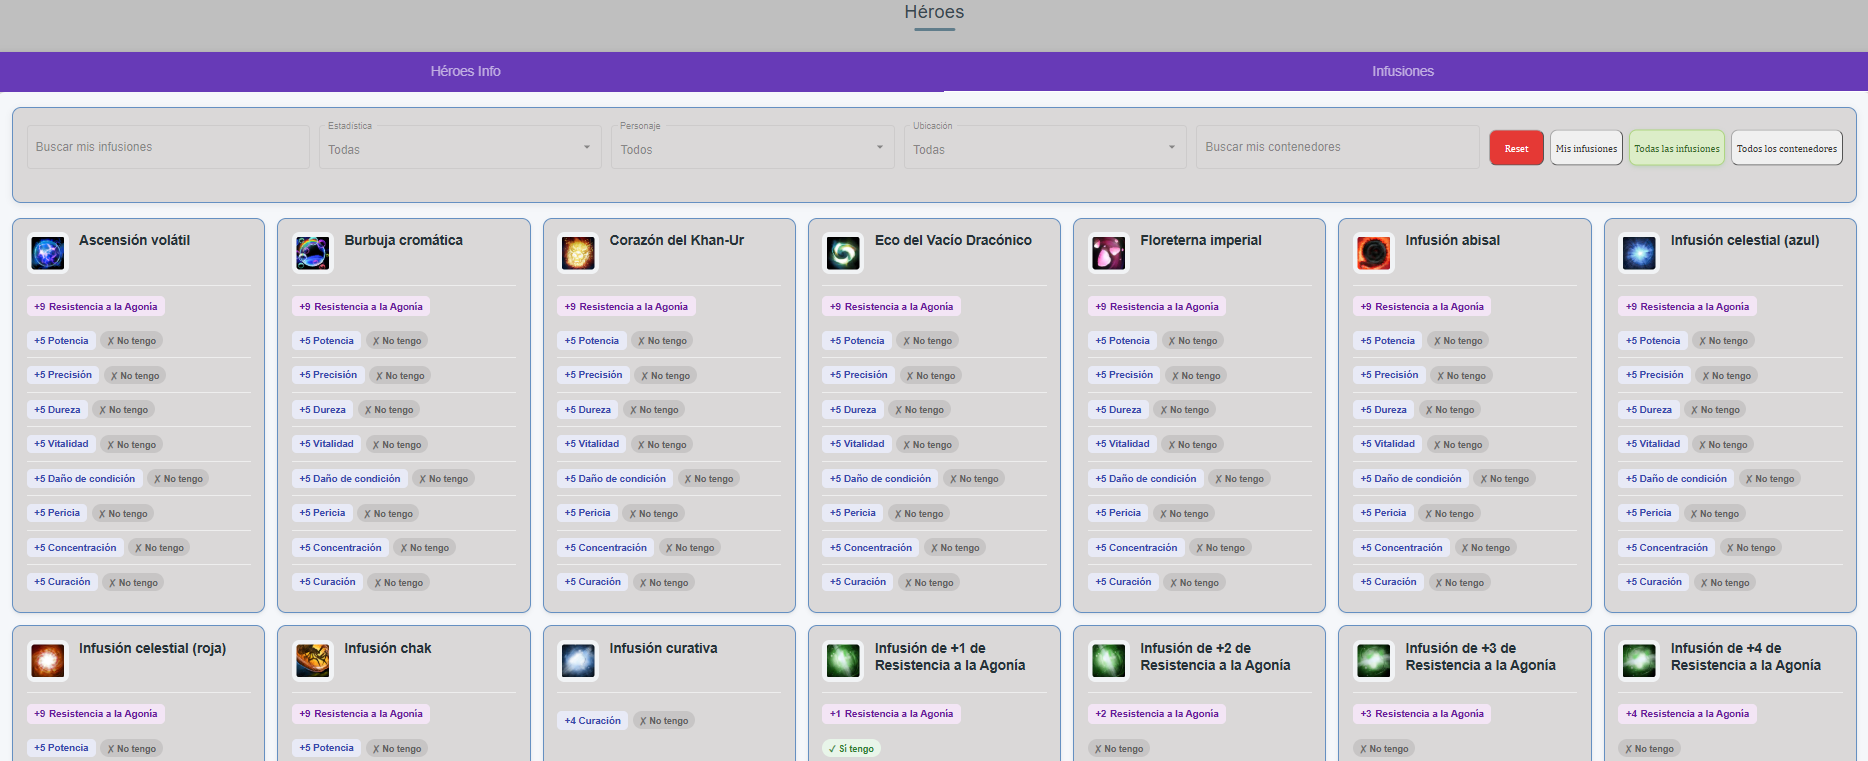 Héroes
Héroes Info
Infusiones
Buscar mis infusiones
Estadística
Todas
Personaje
Todos
Ubicación
Todas
Buscar mis contenedores
Reset
Mis infusiones
Todas las infusiones
Todos los contenedores
Ascensión volátil
+9 Resistencia a la Agonía
+5 Potencia ✗ No tengo
+5 Precisión ✗ No tengo
+5 Dureza ✗ No tengo
+5 Vitalidad ✗ No tengo
+5 Daño de condición ✗ No tengo
+5 Pericia ✗ No tengo
+5 Concentración ✗ No tengo
+5 Curación ✗ No tengo
Burbuja cromática
+9 Resistencia a la Agonía
+5 Potencia ✗ No tengo
+5 Precisión ✗ No tengo
+5 Dureza ✗ No tengo
+5 Vitalidad ✗ No tengo
+5 Daño de condición ✗ No tengo
+5 Pericia ✗ No tengo
+5 Concentración ✗ No tengo
+5 Curación ✗ No tengo
Corazón del Khan-Ur
+9 Resistencia a la Agonía
+5 Potencia ✗ No tengo
+5 Precisión ✗ No tengo
+5 Dureza ✗ No tengo
+5 Vitalidad ✗ No tengo
+5 Daño de condición ✗ No tengo
+5 Pericia ✗ No tengo
+5 Concentración ✗ No tengo
+5 Curación ✗ No tengo
Eco del Vacío Dracónico
+9 Resistencia a la Agonía
+5 Potencia ✗ No tengo
+5 Precisión ✗ No tengo
+5 Dureza ✗ No tengo
+5 Vitalidad ✗ No tengo
+5 Daño de condición ✗ No tengo
+5 Pericia ✗ No tengo
+5 Concentración ✗ No tengo
+5 Curación ✗ No tengo
Floreterna imperial
+9 Resistencia a la Agonía
+5 Potencia ✗ No tengo
+5 Precisión ✗ No tengo
+5 Dureza ✗ No tengo
+5 Vitalidad ✗ No tengo
+5 Daño de condición ✗ No tengo
+5 Pericia ✗ No tengo
+5 Concentración ✗ No tengo
+5 Curación ✗ No tengo
Infusión abisal
+9 Resistencia a la Agonía
+5 Potencia ✗ No tengo
+5 Precisión ✗ No tengo
+5 Dureza ✗ No tengo
+5 Vitalidad ✗ No tengo
+5 Daño de condición ✗ No tengo
+5 Pericia ✗ No tengo
+5 Concentración ✗ No tengo
+5 Curación ✗ No tengo
Infusión celestial (azul)
+9 Resistencia a la Agonía
+5 Potencia ✗ No tengo
+5 Precisión ✗ No tengo
+5 Dureza ✗ No tengo
+5 Vitalidad ✗ No tengo
+5 Daño de condición ✗ No tengo
+5 Pericia ✗ No tengo
+5 Concentración ✗ No tengo
+5 Curación ✗ No tengo
Infusión celestial (roja)
+9 Resistencia a la Agonía
+5 Potencia ✗ No tengo
Infusión chak
+9 Resistencia a la Agonía
+5 Potencia ✗ No tengo
Infusión curativa
+4 Curación ✗ No tengo
Infusión de +1 de
Resistencia a la Agonía
+1 Resistencia a la Agonía
✓ Sí tengo
Infusión de +2 de
Resistencia a la Agonía
+2 Resistencia a la Agonía
✗ No tengo
Infusión de +3 de
Resistencia a la Agonía
+3 Resistencia a la Agonía
✗ No tengo
Infusión de +4 de
Resistencia a la Agonía
+4 Resistencia a la Agonía
✗ No tengo